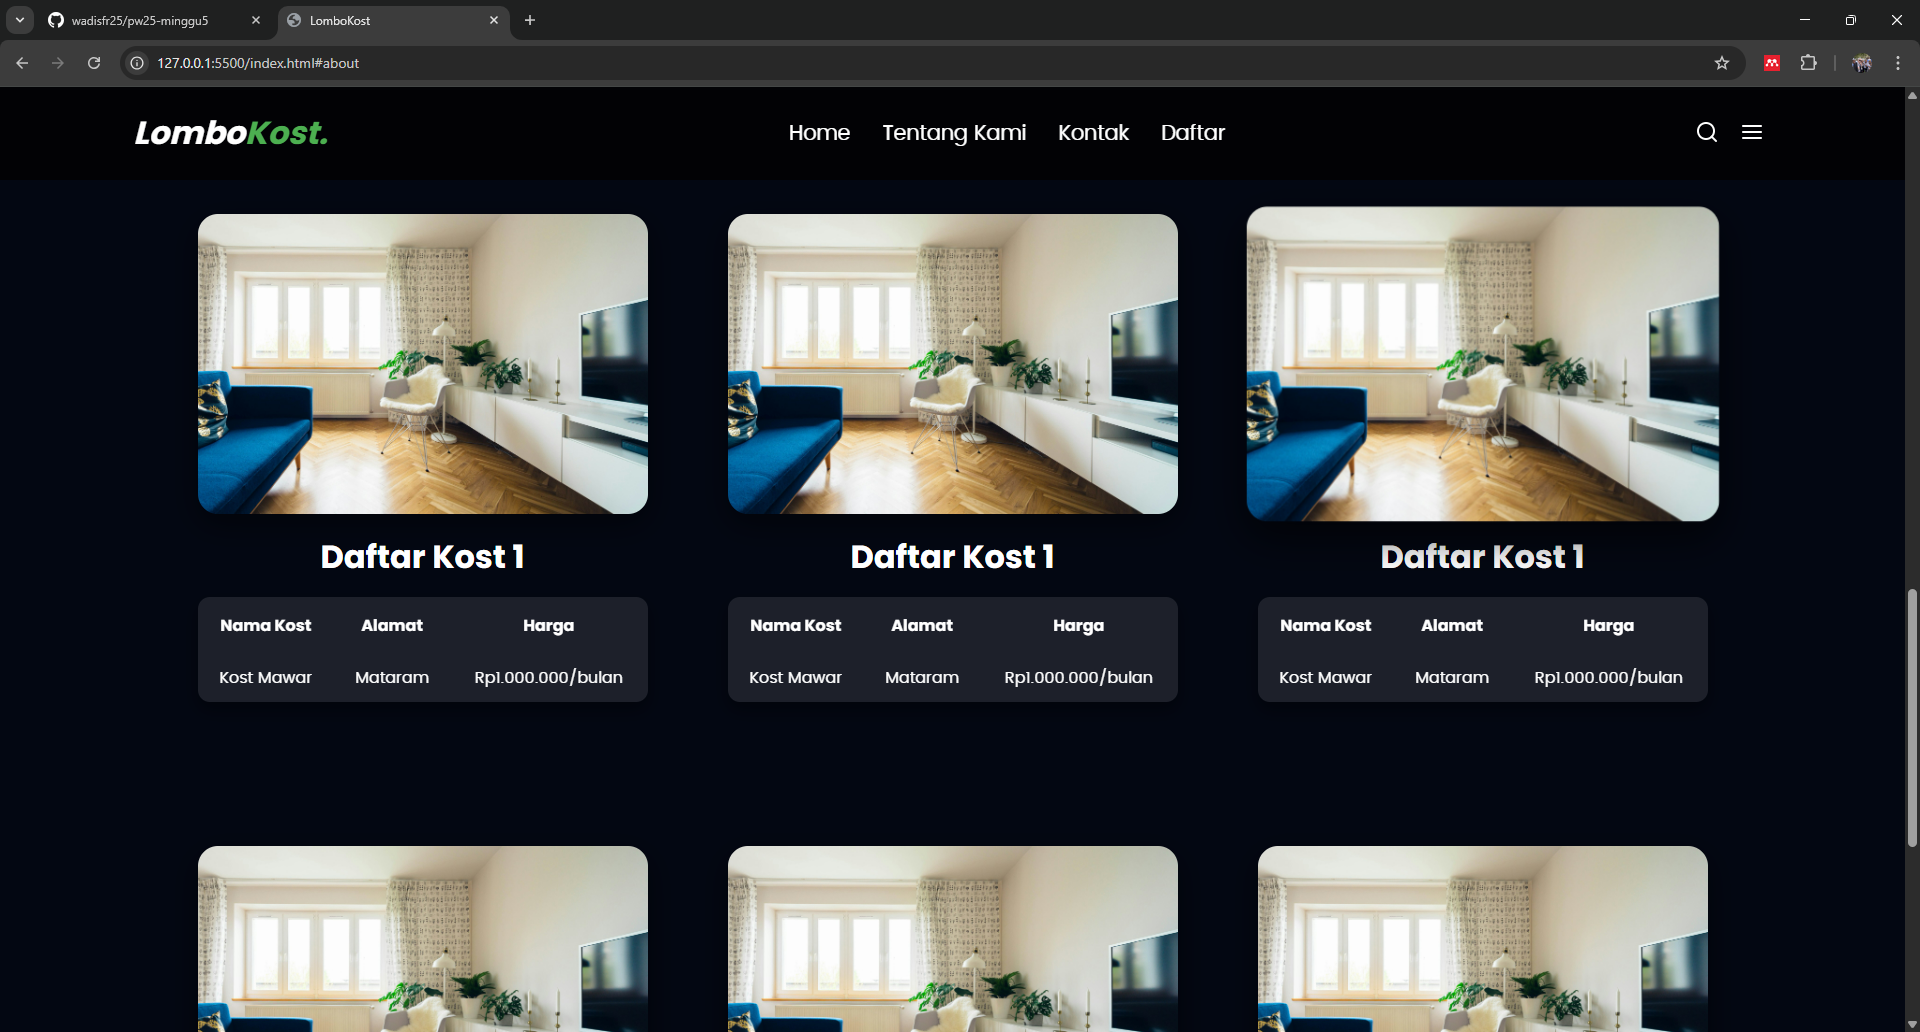 wadisfr25/pw25-minggu5
LomboKost
127.0.0.1:5500/index.html#about
LomboKost.
Home Tentang Kami Kontak Daftar
Daftar Kost 1 Daftar Kost 1 Daftar Kost 1
Nama Kost Alamat Harga Nama Kost Alamat Harga Nama Kost Alamat Harga
Kost Mawar Mataram Rp1.000.000/bulan Kost Mawar Mataram Rp1.000.000/bulan Kost Mawar Mataram Rp1.000.000/bulan